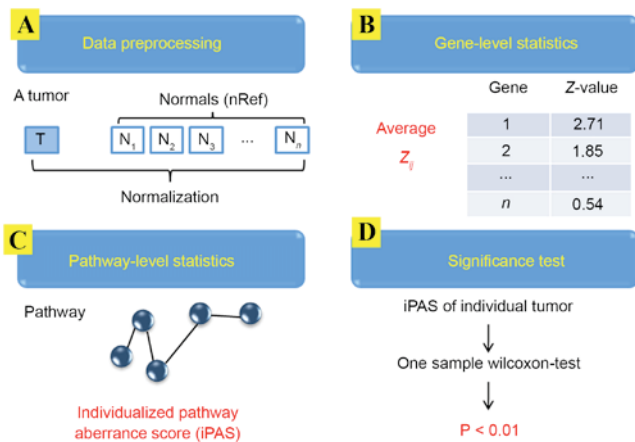 A
Data preprocessing
A tumor
Normals (nRef)
T
N1 N2 N3 ... Nn
Normalization
B
Gene-level statistics
Gene Z-value
Average
Zij
1 2.71
2 1.85
... ...
n 0.54
C
Pathway-level statistics
Pathway
Individualized pathway
aberrance score (iPAS)
D
Significance test
iPAS of individual tumor
One sample wilcoxon-test
P < 0.01